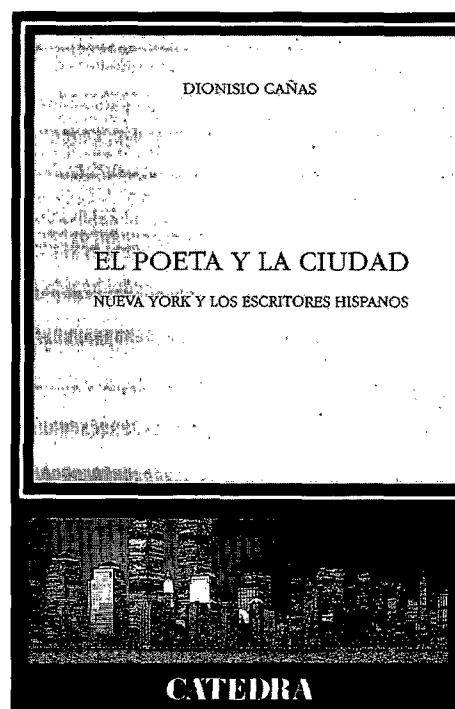 DIONISIO CAÑAS
EL POETA Y LA CIUDAD
NUEVA YORK Y LOS ESCRITORES HISPANOS
CATEDRA